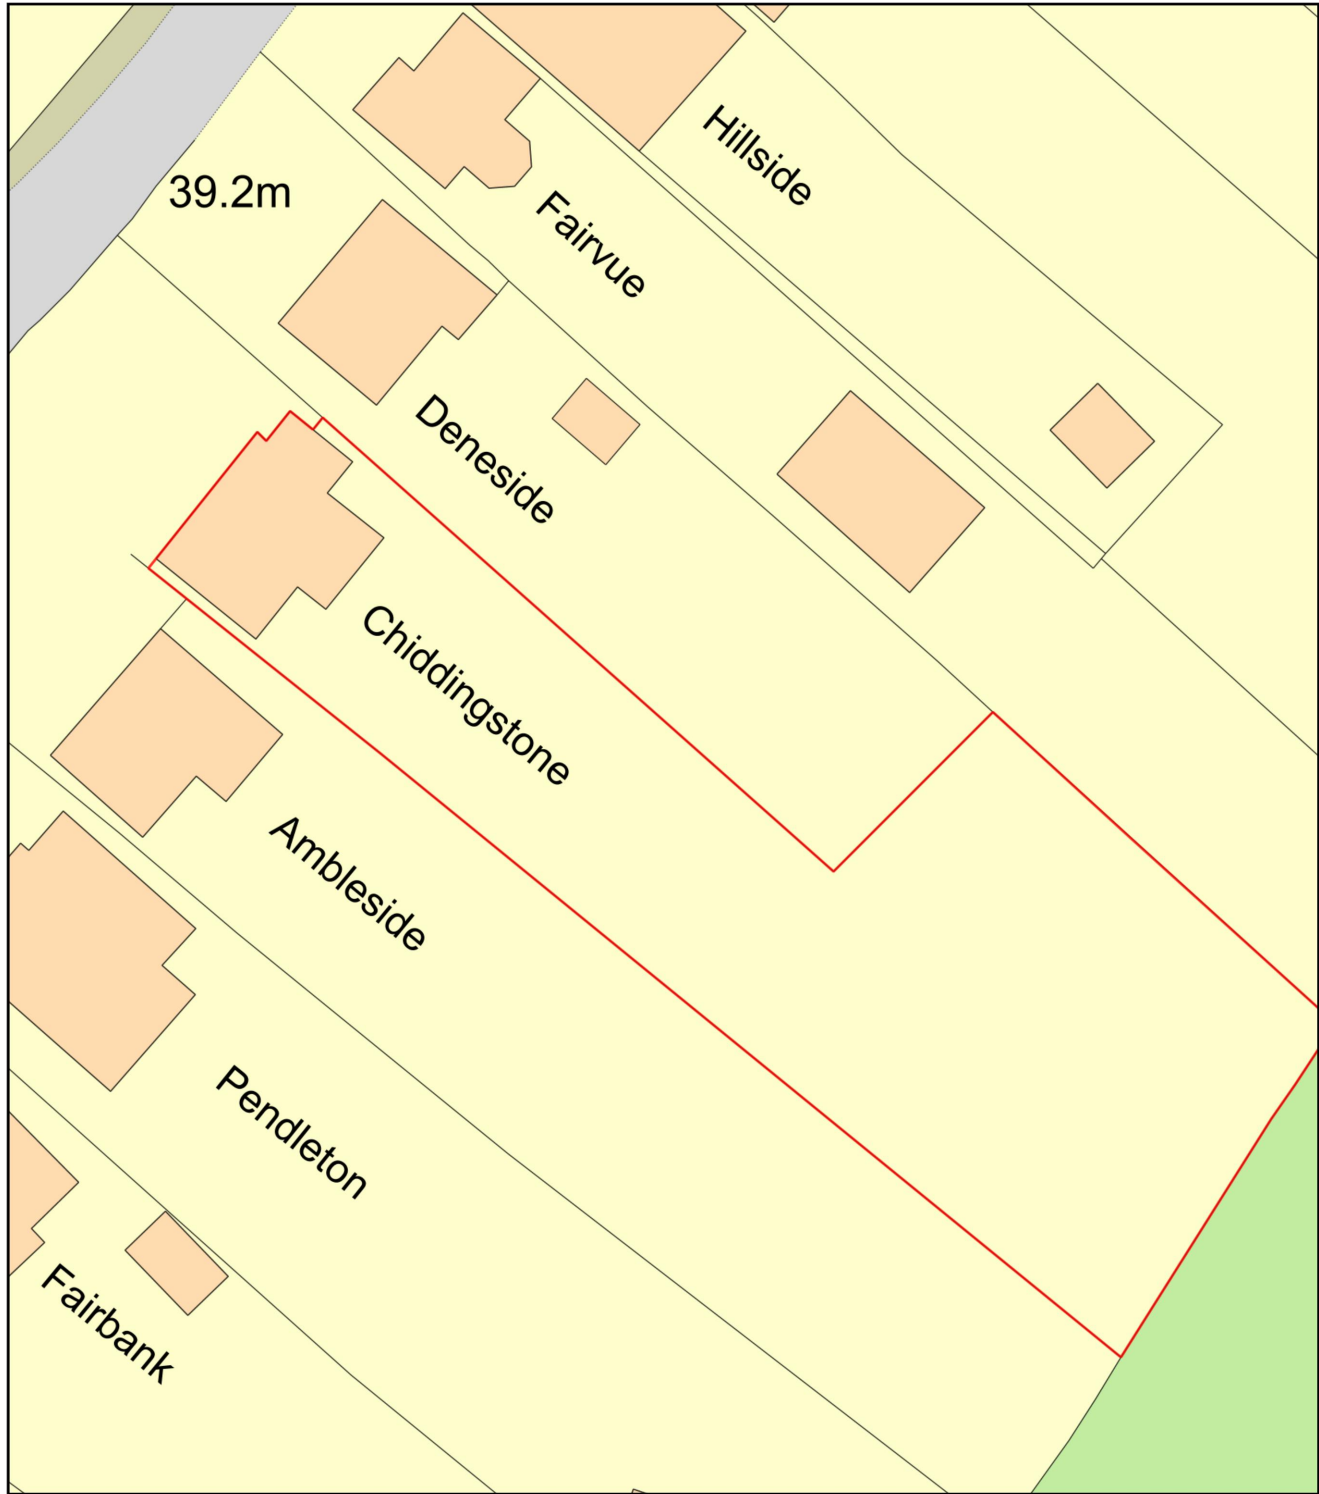 39.2m
Hillside
Fairvue
Deneside
Chiddingstone
Ambleside
Pendleton
Fairbank